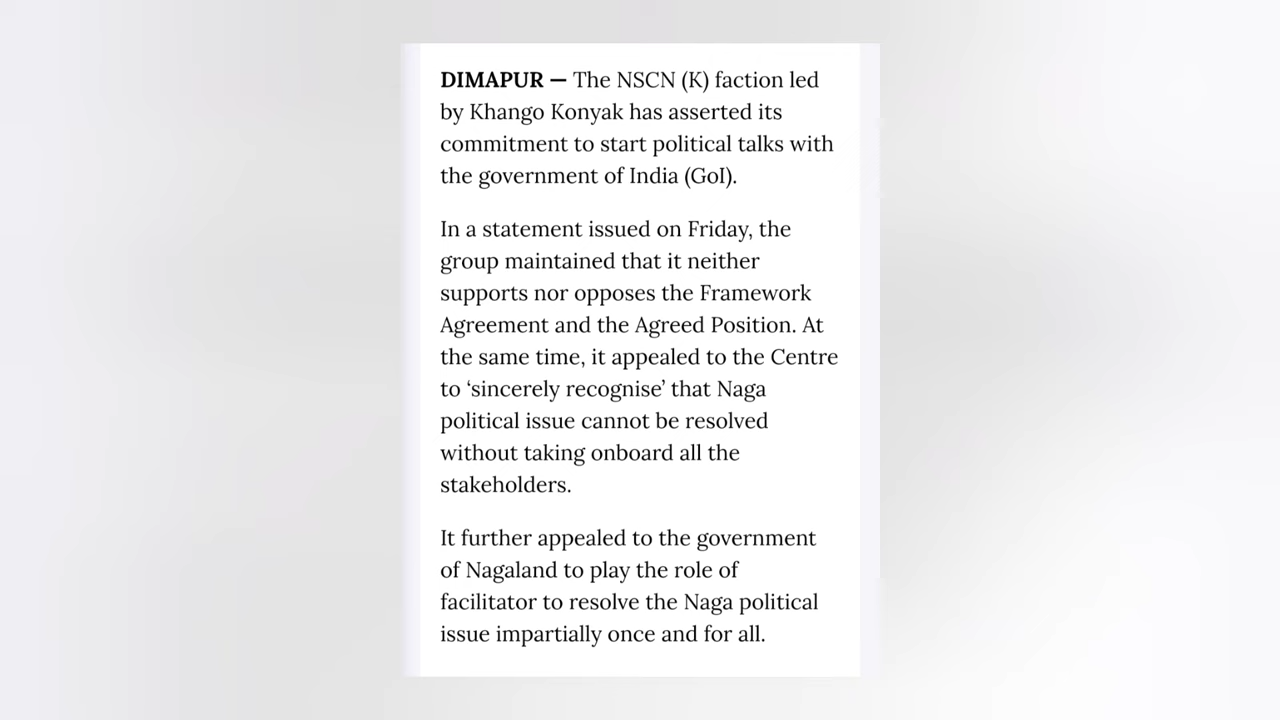 DIMAPUR — The NSCN (K) faction led
by Khango Konyak has asserted its
commitment to start political talks with
the government of India (GoI).
In a statement issued on Friday, the
group maintained that it neither
supports nor opposes the Framework
Agreement and the Agreed Position. At
the same time, it appealed to the Centre
to ‘sincerely recognise’ that Naga
political issue cannot be resolved
without taking onboard all the
stakeholders.
It further appealed to the government
of Nagaland to play the role of
facilitator to resolve the Naga political
issue impartially once and for all.